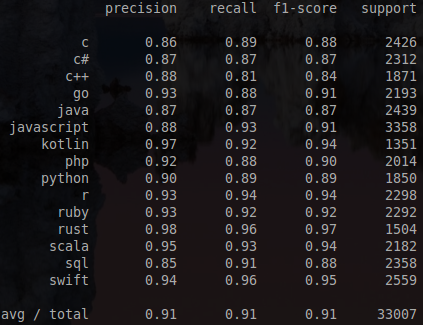 precision recall f1-score support
c 0.86 0.89 0.88 2426
c# 0.87 0.87 0.87 2312
c++ 0.88 0.81 0.84 1871
go 0.93 0.88 0.91 2193
java 0.87 0.87 0.87 2439
javascript 0.88 0.93 0.91 3358
kotlin 0.97 0.92 0.94 1351
php 0.92 0.88 0.90 2014
python 0.90 0.89 0.89 1850
r 0.93 0.94 0.94 2298
ruby 0.93 0.92 0.92 2292
rust 0.98 0.96 0.97 1504
scala 0.95 0.93 0.94 2182
sql 0.85 0.91 0.88 2358
swift 0.94 0.96 0.95 2559
avg / total 0.91 0.91 0.91 33007